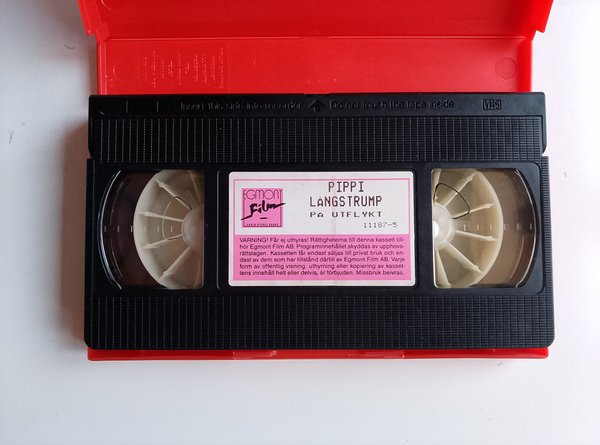 Insert this side into recorder
Do not touch the tape inside
VHS
EGMONT
Film
PIPPI
LANGSTRUMP
PA UTFLYKT
11187-5
VARNING! Får ej uthyras! Rättigheterna till denna kassett till-
hör Egmont Film AB. Programinnehållet skyddas av upphovs-
rättslagen. Kassetten får endast säljas till privat bruk och en-
dast av dem som har tillstånd därtill av Egmont Film AB. Varje
form av offentlig visning, uthyrning eller kopiering av kasset-
tens innehåll helt eller delvis, är förbjuden. Missbruk beivras.